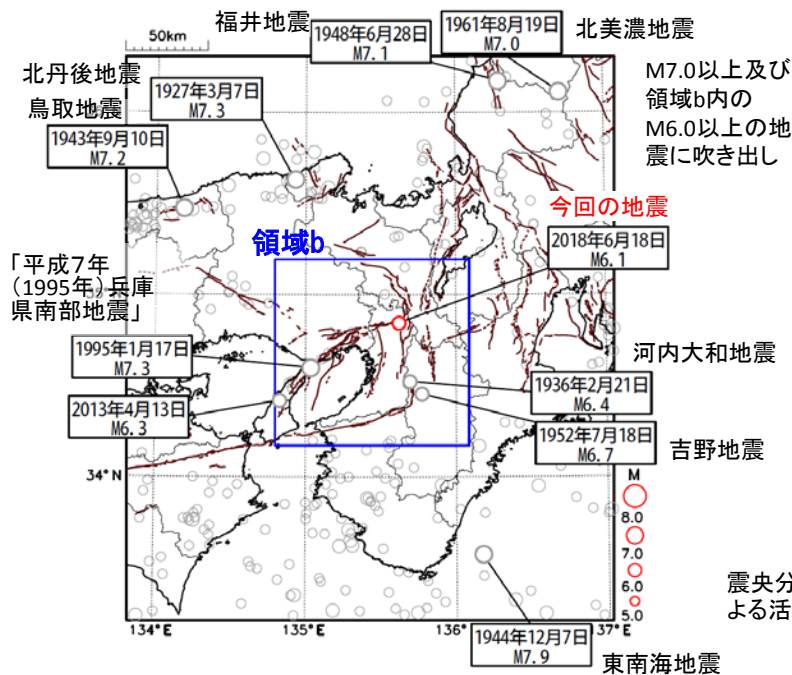 50km
福井地震
1948年6月28日
M7.1
1961年8月19日
M7.0
北美濃地震
北丹後地震
1927年3月7日
M7.3
鳥取地震
1943年9月10日
M7.2
M7.0以上及び
領域b内の
M6.0以上の地
震に吹き出し
今回の地震
2018年6月18日
M6.1
領域b
「平成7年
(1995年)兵庫
県南部地震」
1995年1月17日
M7.3
2013年4月13日
M6.3
河内大和地震
1936年2月21日
M6.4
1952年7月18日
M6.7
吉野地震
34°N
M
8.0
7.0
6.0
5.0
震央分
よる活
134°E
135°
136°
137°
1944年12月7日
M7.9
東南海地震